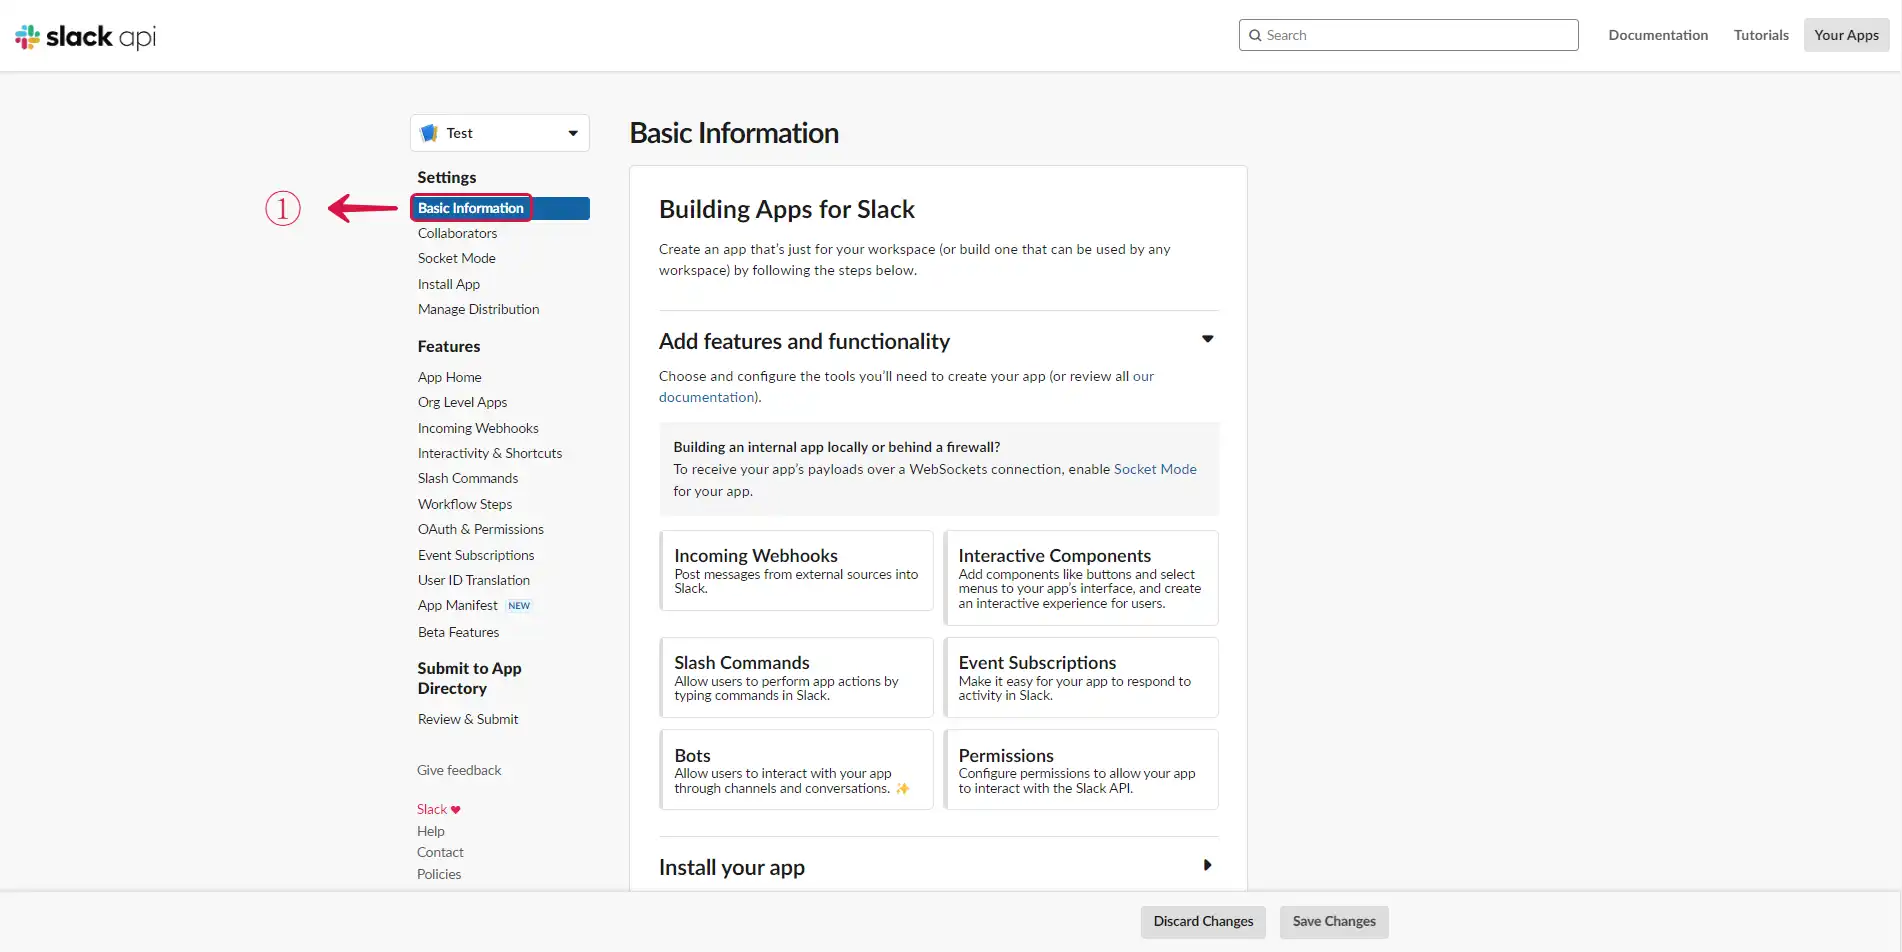 slack api
Search
Documentation
Tutorials
Your Apps
Test
Settings
①
Basic Information
Collaborators
Socket Mode
Install App
Manage Distribution
Features
App Home
Org Level Apps
Incoming Webhooks
Interactivity & Shortcuts
Slash Commands
Workflow Steps
OAuth & Permissions
Event Subscriptions
User ID Translation
App Manifest NEW
Beta Features
Submit to App
Directory
Review & Submit
Give feedback
Slack ♥
Help
Contact
Policies
Basic Information
Building Apps for Slack
Create an app that’s just for your workspace (or build one that can be used by any
workspace) by following the steps below.
Add features and functionality
Choose and configure the tools you’ll need to create your app (or review all our
documentation).
Building an internal app locally or behind a firewall?
To receive your app’s payloads over a WebSockets connection, enable Socket Mode
for your app.
Incoming Webhooks
Post messages from external sources into
Slack.
Interactive Components
Add components like buttons and select
menus to your app’s interface, and create
an interactive experience for users.
Slash Commands
Allow users to perform app actions by
typing commands in Slack.
Event Subscriptions
Make it easy for your app to respond to
activity in Slack.
Bots
Allow users to interact with your app
through channels and conversations. ✨
Permissions
Configure permissions to allow your app
to interact with the Slack API.
Install your app
Discard Changes
Save Changes